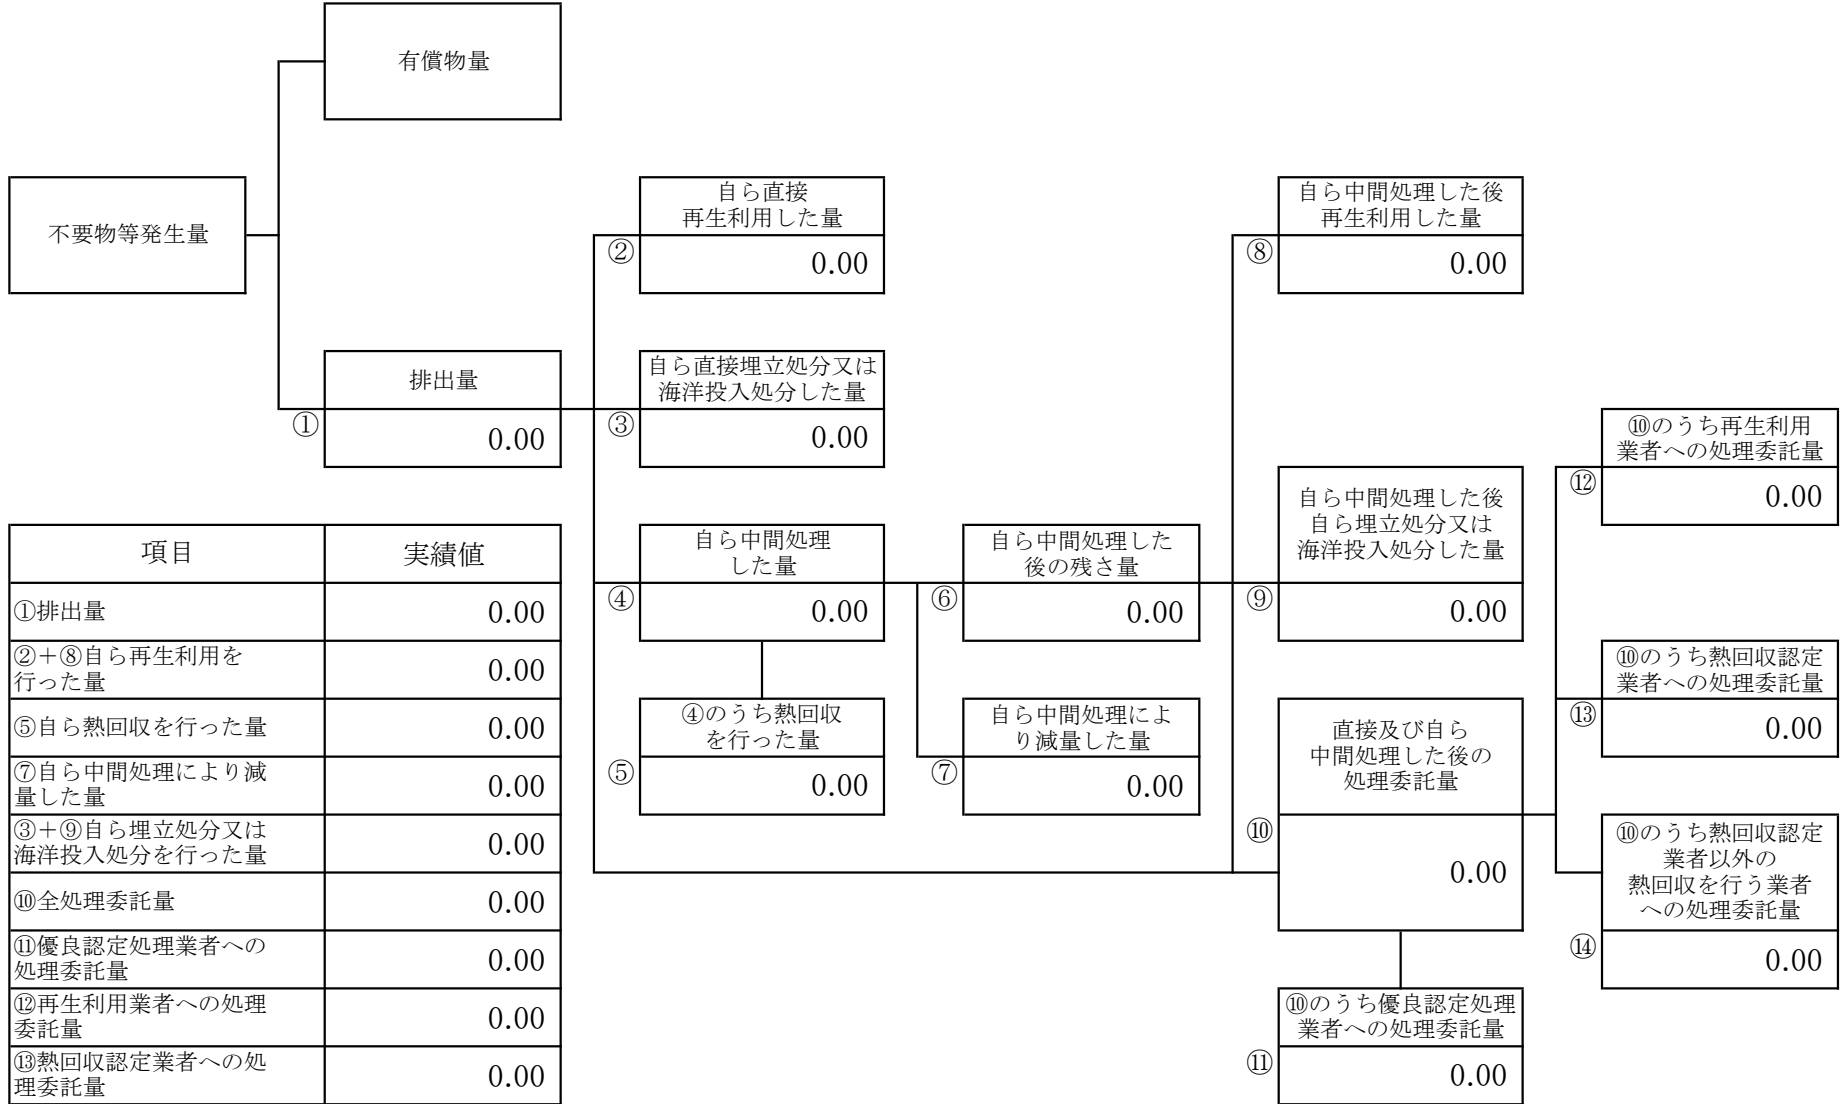 有償物量
不要物等発生量
自ら直接
再生利用した量
②
0.00
自ら中間処理した後
再生利用した量
⑧
0.00
排出量
①
0.00
自ら直接埋立処分又は
海洋投入処分した量
③
0.00
⑩のうち再生利用
業者への処理委託量
⑫
0.00
自ら中間処理した後
自ら埋立処分又は
海洋投入処分した量
⑨
0.00
自ら中間処理
した量
④
0.00
自ら中間処理した
後の残さ量
⑥
0.00
⑩のうち熱回収認定
業者への処理委託量
⑬
0.00
④のうち熱回収
を行った量
⑤
0.00
自ら中間処理によ
り減量した量
⑦
0.00
直接及び自ら
中間処理した後の
処理委託量
⑩
0.00
⑩のうち熱回収認定
業者以外の
熱回収を行う業者
への処理委託量
⑭
0.00
⑩のうち優良認定処理
業者への処理委託量
⑪
0.00
項目 実績値
①排出量 0.00
②＋⑧自ら再生利用を
行った量 0.00
⑤自ら熱回収を行った量 0.00
⑦自ら中間処理により減
量した量 0.00
③＋⑨自ら埋立処分又は
海洋投入処分を行った量 0.00
⑩全処理委託量 0.00
⑪優良認定処理業者への
処理委託量 0.00
⑫再生利用業者への処理
委託量 0.00
⑬熱回収認定業者への処
理委託量 0.00